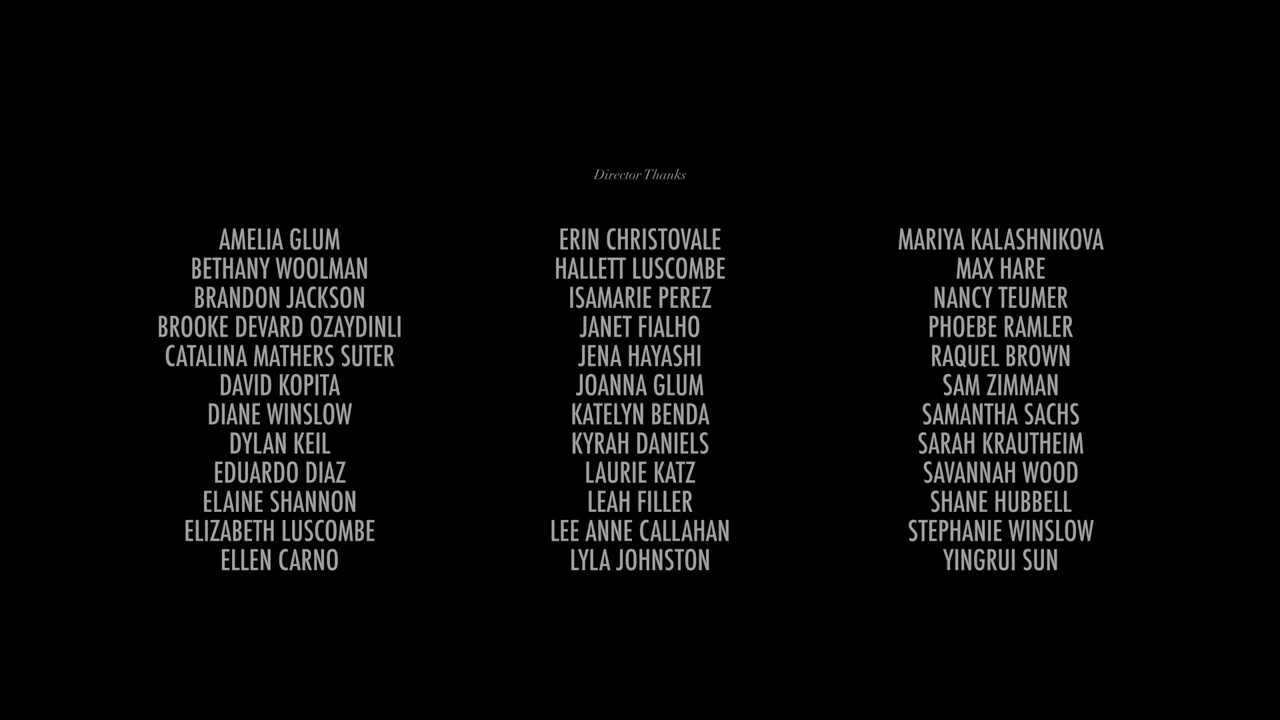 Director Thanks
AMELIA GLUM
BETHANY WOOLMAN
BRANDON JACKSON
BROOKE DEVARD OZAYDINLI
CATALINA MATHERS SUTER
DAVID KOPITA
DIANE WINSLOW
DYLAN KEIL
EDUARDO DIAZ
ELAINE SHANNON
ELIZABETH LUSCOMBE
ELLEN CARNO
ERIN CHRISTOVALE
HALLETT LUSCOMBE
ISAMARIE PEREZ
JANET FIALHO
JENA HAYASHI
JOANNA GLUM
KATELYN BENDA
KYRAH DANIELS
LAURIE KATZ
LEAH FILLER
LEE ANNE CALLAHAN
LYLA JOHNSTON
MARIYA KALASHNIKOVA
MAX HARE
NANCY TEUMER
PHOEBE RAMLER
RAQUEL BROWN
SAM ZIMMAN
SAMANTHA SACHS
SARAH KRAUTHEIM
SAVANNAH WOOD
SHANE HUBBELL
STEPHANIE WINSLOW
YINGRUI SUN